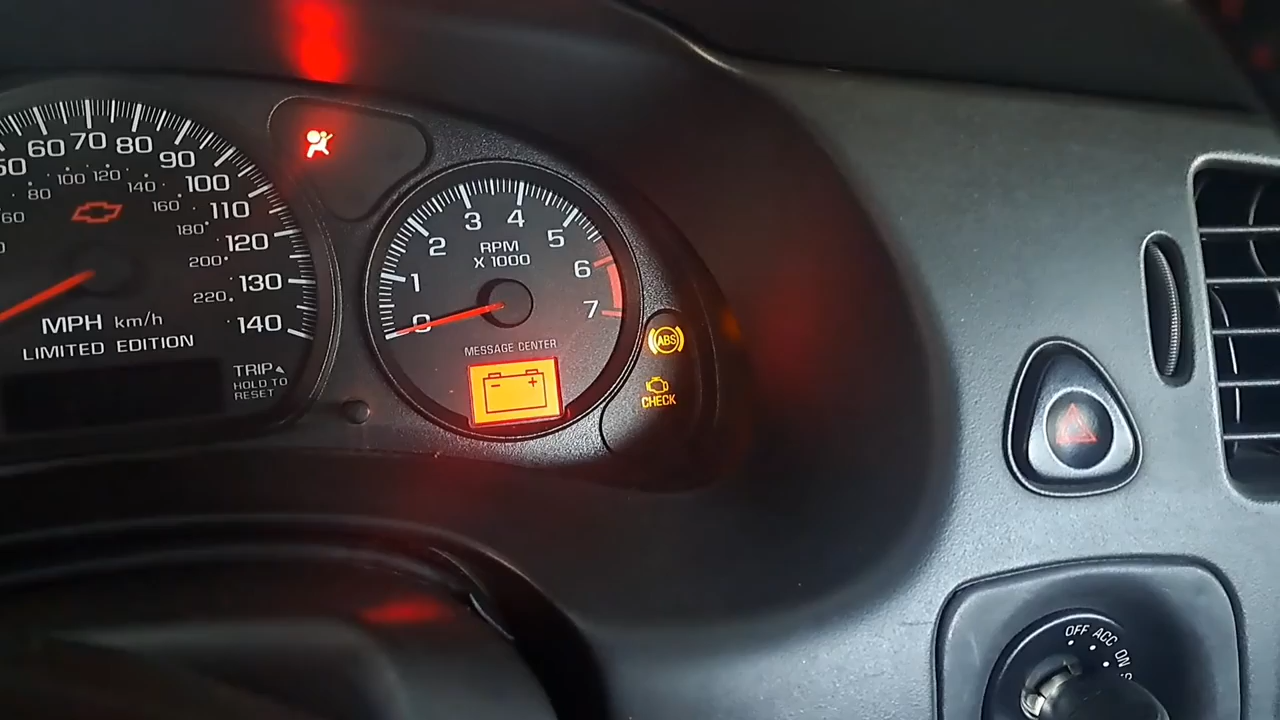 50 60 70 80 90 100 110 120 130 140
60 80 100 120 140 160 180 200 220
MPH km/h
LIMITED EDITION
TRIP
HOLD TO
RESET
0 1 2 3 4 5 6 7
RPM
X 1000
MESSAGE CENTER
- +
ABS
CHECK
OFF ACC ON